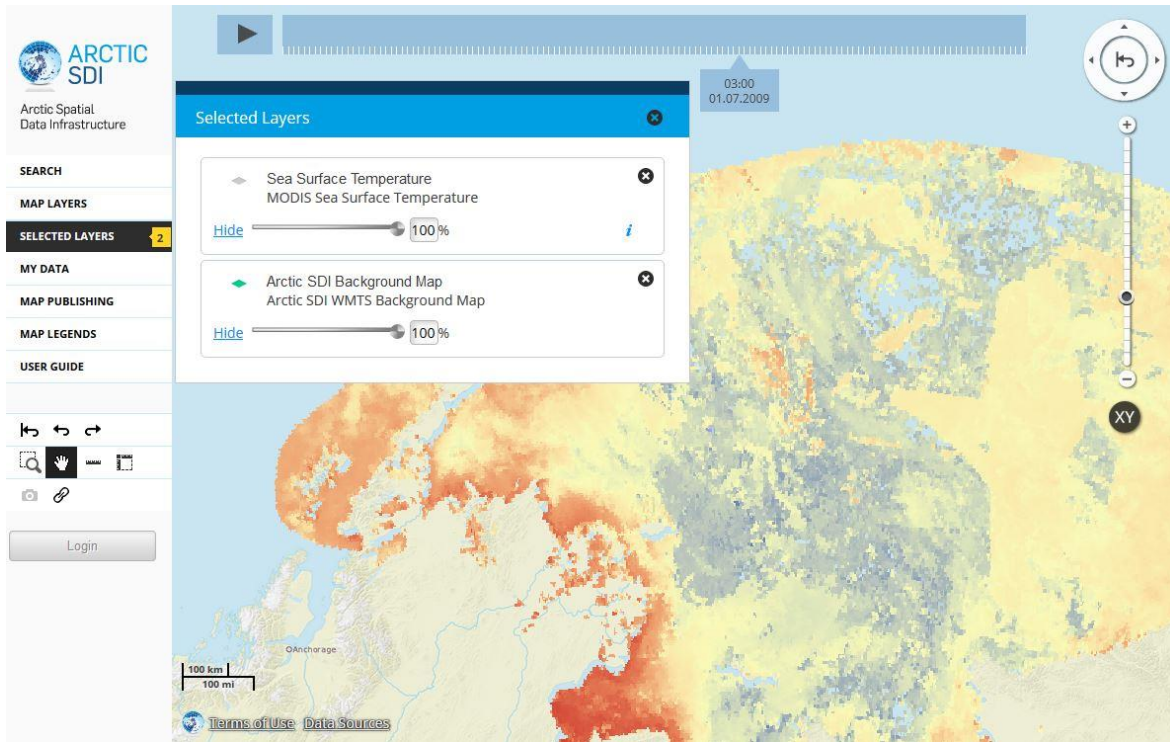 ARCTIC
SDI
Arctic Spatial
Data Infrastructure
SEARCH
MAP LAYERS
SELECTED LAYERS 2
MY DATA
MAP PUBLISHING
MAP LEGENDS
USER GUIDE
Login
03:00
01.07.2009
Selected Layers
Sea Surface Temperature
MODIS Sea Surface Temperature
Hide 100 % i
Arctic SDI Background Map
Arctic SDI WMTS Background Map
Hide 100 %
XY
Anchorage
100 km
100 mi
Terms of Use Data Sources